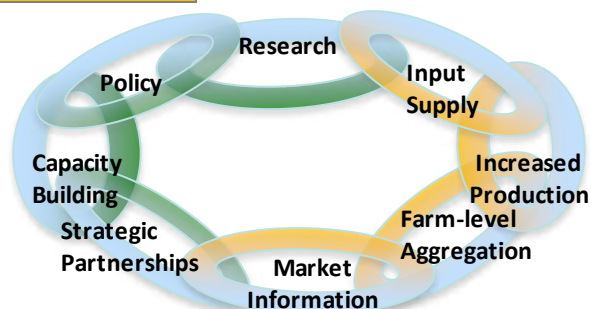 Research
Policy
Input
Supply
Capacity
Building
Increased
Production
Strategic
Partnerships
Farm-level
Aggregation
Market
Information